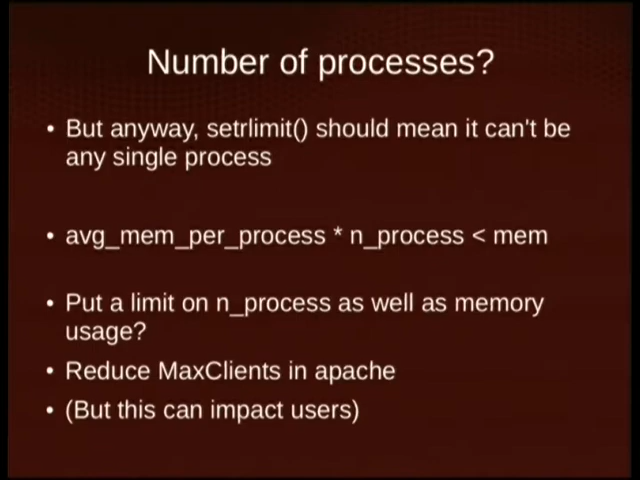 Number of processes?
• But anyway, setrlimit() should mean it can't be
any single process
• avg_mem_per_process * n_process < mem
• Put a limit on n_process as well as memory
usage?
• Reduce MaxClients in apache
• (But this can impact users)